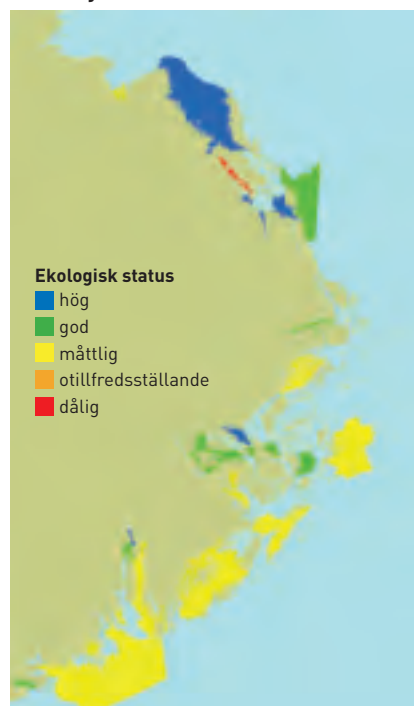 Ekologisk status
hög
god
måttlig
otillfredsställande
dålig